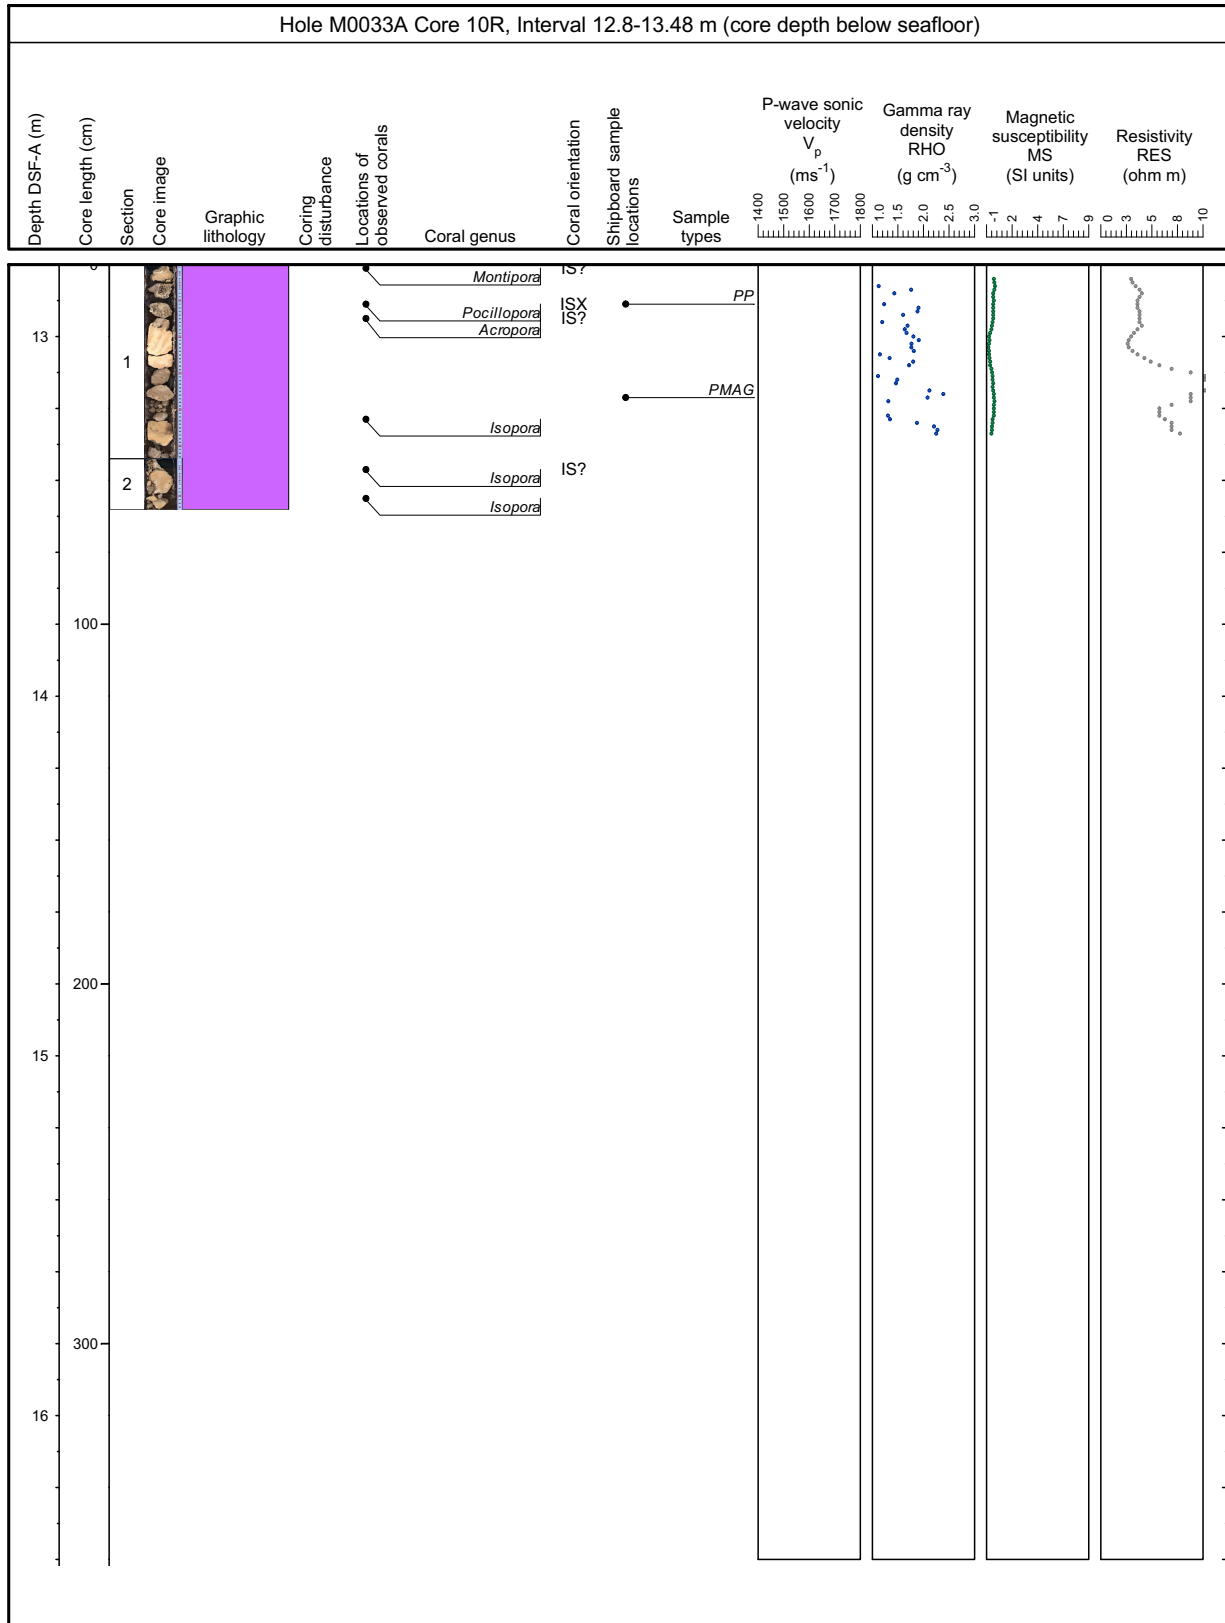 Hole M0033A Core 10R, Interval 12.8-13.48 m (core depth below seafloor)
Depth DSF-A (m)
Core length (cm)
Section
Core image
Graphic
lithology
Coring
disturbance
Locations of
observed corals
Coral genus
Coral orientation
Shipboard sample
locations
Sample
types
P-wave sonic
velocity
Vp
(ms-1)
1400
1500
1600
1700
1800
Gamma ray
density
RHO
(g cm-3)
1.0
1.5
2.0
2.5
3.0
Magnetic
susceptibility
MS
(SI units)
-1
2
4
7
9
Resistivity
RES
(ohm m)
0
3
5
8
10
0
Montipora
IS?
Pocillopora
ISX
PP
Acropora
IS?
13
1
PMAG
Isopora
2
Isopora
IS?
Isopora
100
14
200
15
300
16